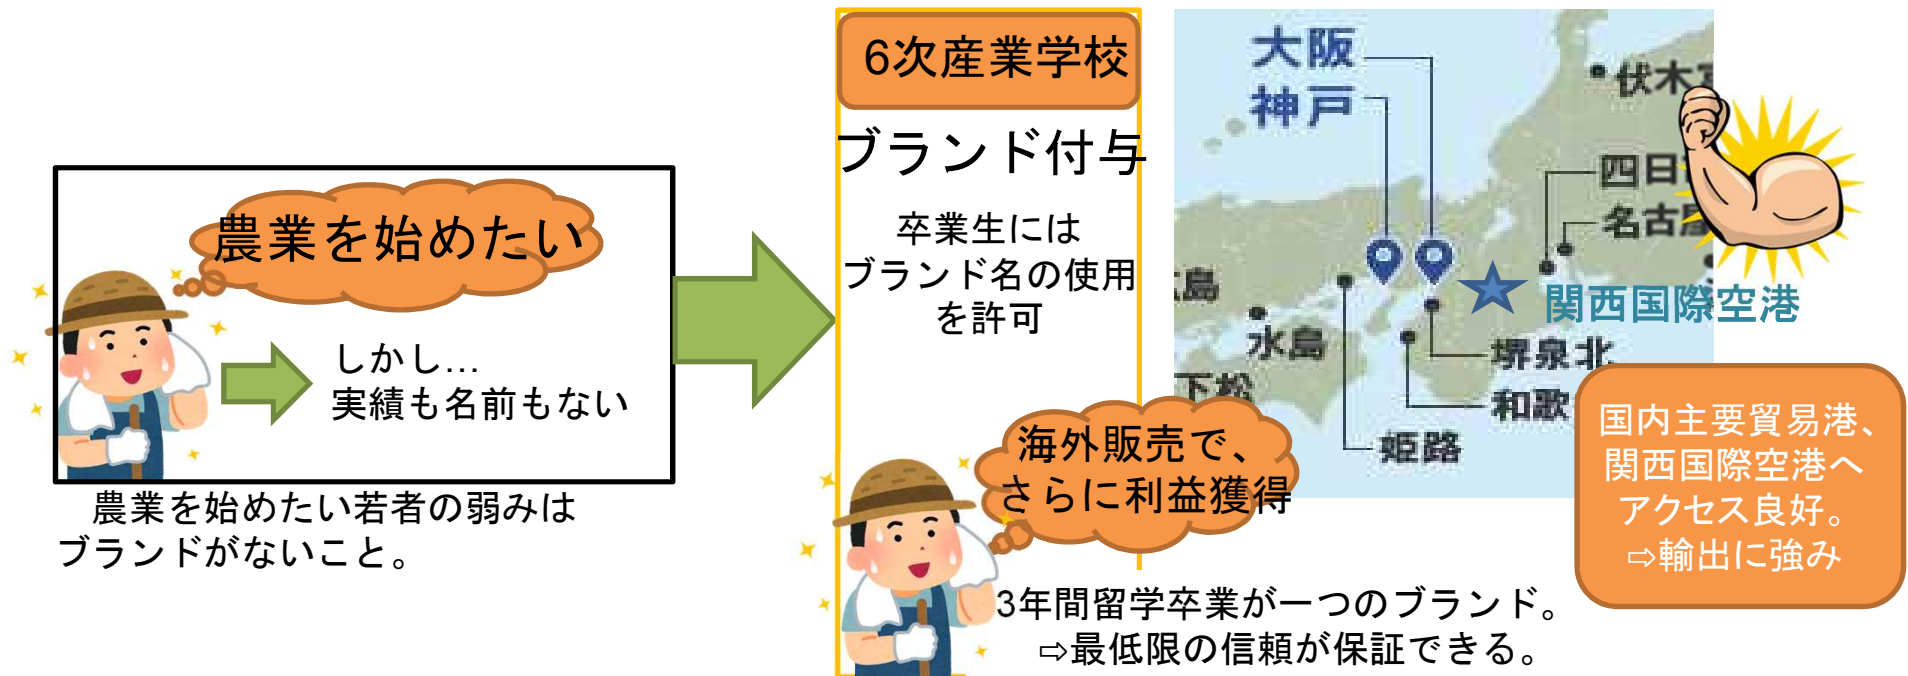 農業を始めたい
しかし…
実績も名前もない
農業を始めたい若者の弱みは
ブランドがないこと。
6次産業学校
ブランド付与
卒業生には
ブランド名の使用
を許可
海外販売で、
さらに利益獲得
3年間留学卒業が一つのブランド。
⇨最低限の信頼が保証できる。
大阪
神戸
伏木
四日
名古屋
関西国際空港
島
水島
下松
姫路
堺泉北
和歌
国内主要貿易港、
関西国際空港へ
アクセス良好。
⇨輸出に強み